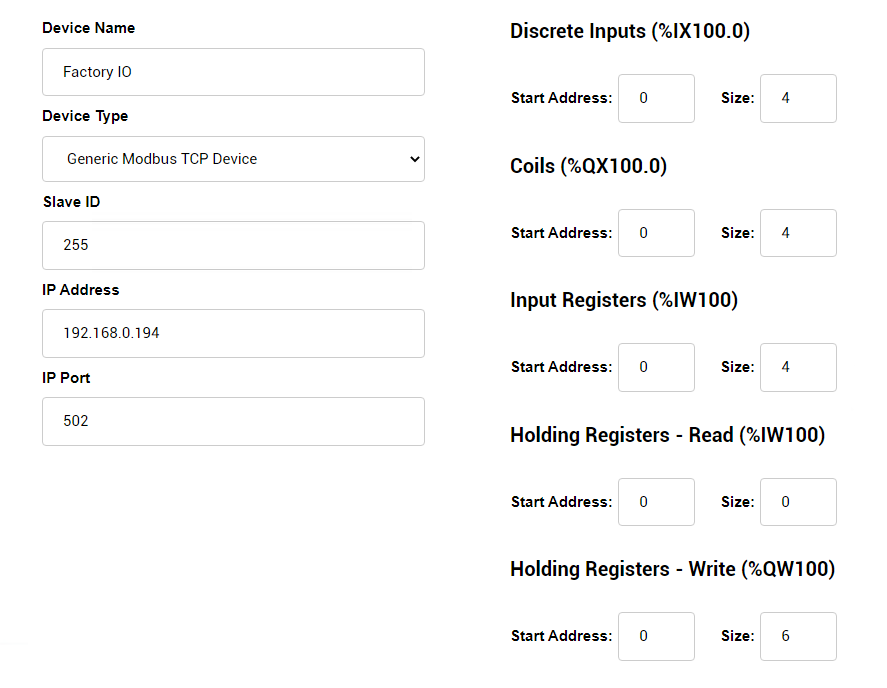 Device Name
Factory IO
Device Type
Generic Modbus TCP Device
Slave ID
255
IP Address
192.168.0.194
IP Port
502
Discrete Inputs (%IX100.0)
Start Address: 0 Size: 4
Coils (%QX100.0)
Start Address: 0 Size: 4
Input Registers (%IW100)
Start Address: 0 Size: 4
Holding Registers - Read (%IW100)
Start Address: 0 Size: 0
Holding Registers - Write (%QW100)
Start Address: 0 Size: 6